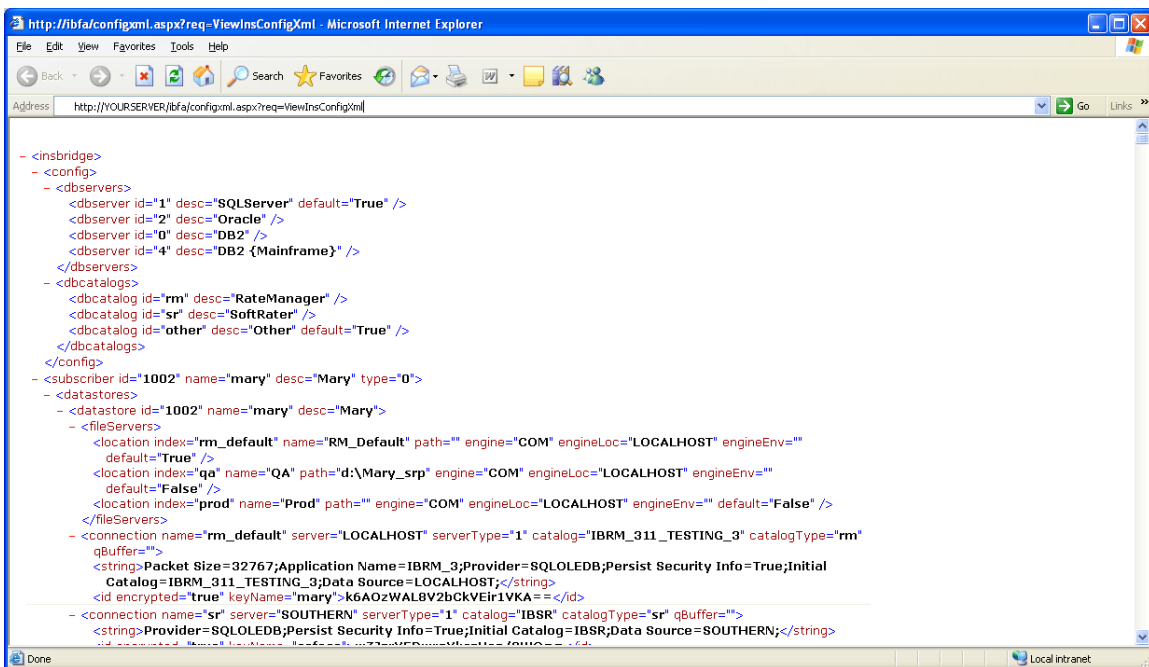 http://ibfa/configxml.aspx?req=ViewInsConfigXml - Microsoft Internet Explorer
File Edit View Favorites Tools Help
Back Search Favorites
Address http://YOURSERVER/ibfa/configxml.aspx?req=ViewInsConfigXml Go Links »
- <insbridge>
- <config>
- <dbservers>
<dbserver id="1" desc="SQLServer" default="True" />
<dbserver id="2" desc="Oracle" />
<dbserver id="0" desc="DB2" />
<dbserver id="4" desc="DB2 {Mainframe}" />
</dbservers>
- <dbcatalogs>
<dbcatalog id="rm" desc="RateManager" />
<dbcatalog id="sr" desc="SoftRater" />
<dbcatalog id="other" desc="Other" default="True" />
</dbcatalogs>
</config>
- <subscriber id="1002" name="mary" desc="Mary" type="0">
- <datastores>
- <datastore id="1002" name="mary" desc="Mary">
- <fileServers>
<location index="rm_default" name="RM_Default" path="" engine="COM" engineLoc="LOCALHOST" engineEnv=""
default="True" />
<location index="qa" name="QA" path="d:\Mary_srp" engine="COM" engineLoc="LOCALHOST" engineEnv=""
default="False" />
<location index="prod" name="Prod" path="" engine="COM" engineLoc="LOCALHOST" engineEnv="" default="False" />
</fileServers>
- <connection name="rm_default" server="LOCALHOST" serverType="1" catalog="IBRM_311_TESTING_3" catalogType="rm"
qBuffer="">
<string>Packet Size=32767;Application Name=IBRM_3;Provider=SQLOLEDB;Persist Security Info=True;Initial
Catalog=IBRM_311_TESTING_3;Data Source=LOCALHOST;</string>
<id encrypted="true" keyName="mary">k6AOzWAL8V2bCkVEir1VKA==</id>
- <connection name="sr" server="SOUTHERN" serverType="1" catalog="IBSR" catalogType="sr" qBuffer="">
<string>Provider=SQLOLEDB;Persist Security Info=True;Initial Catalog=IBSR;Data Source=SOUTHERN;</string>
Done Local intranet